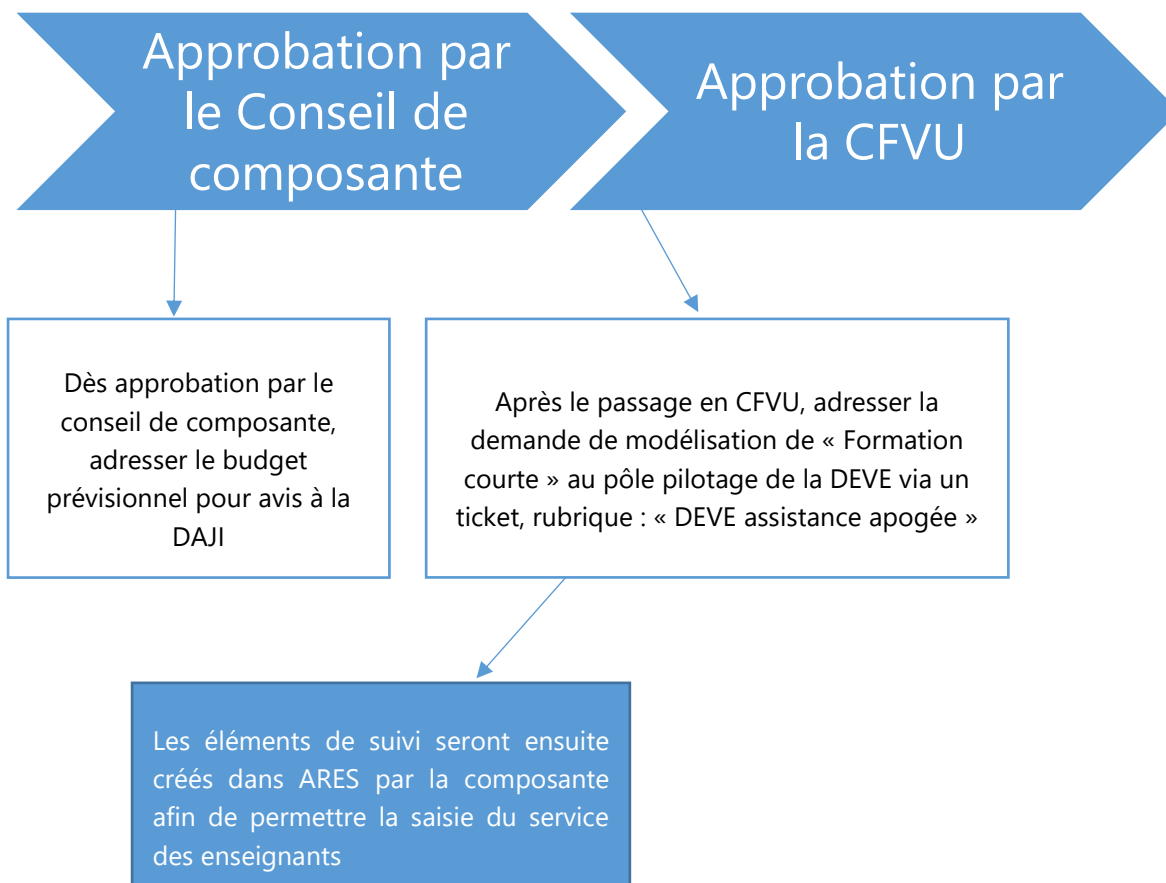 Approbation par
le Conseil de
composante
Approbation par
la CFVU
Dès approbation par le
conseil de composante,
adresser le budget
prévisionnel pour avis à la
DAJI
Après le passage en CFVU, adresser la
demande de modélisation de « Formation
courte » au pôle pilotage de la DEVE via un
ticket, rubrique : « DEVE assistance apogée »
Les éléments de suivi seront ensuite
créés dans ARES par la composante
afin de permettre la saisie du service
des enseignants